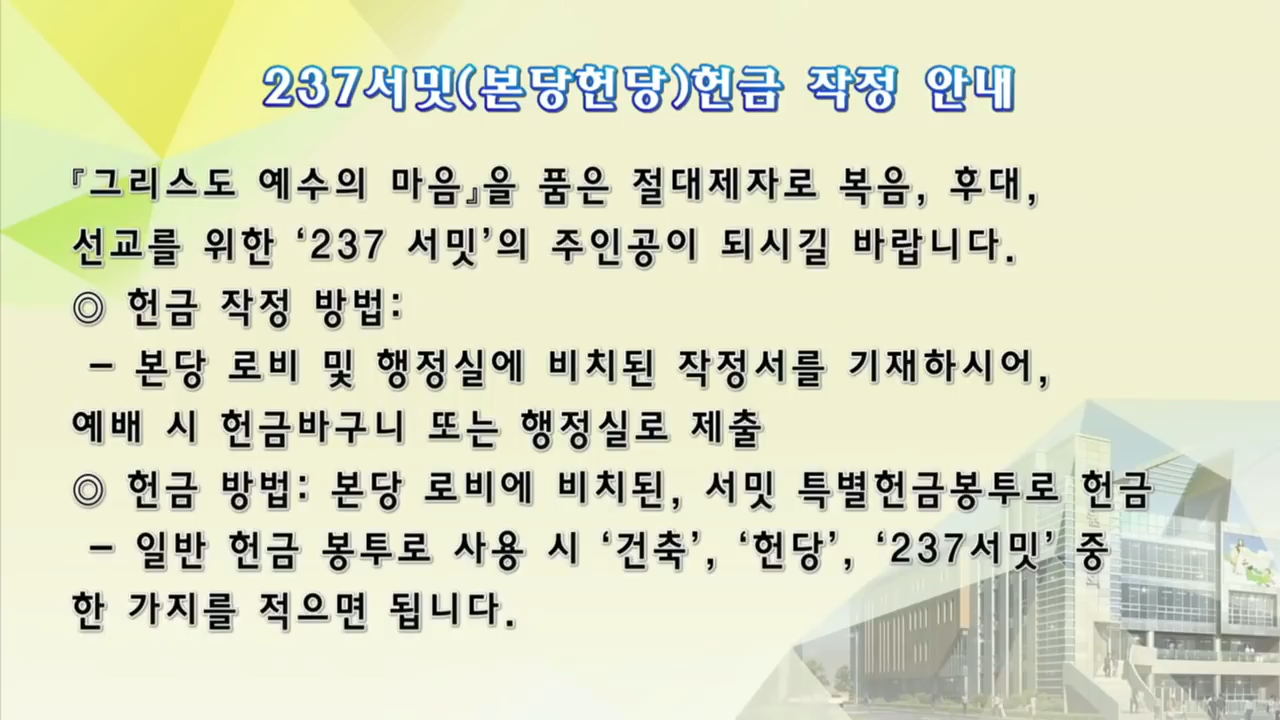 237서밋(본당헌당)헌금 작정 안내
『그리스도 예수의 마음』을 품은 절대제자로 복음, 후대,
선교를 위한 ‘237 서밋’의 주인공이 되시길 바랍니다.
◎ 헌금 작정 방법:
- 본당 로비 및 행정실에 비치된 작정서를 기재하시어,
예배 시 헌금바구니 또는 행정실로 제출
◎ 헌금 방법: 본당 로비에 비치된, 서밋 특별헌금봉투로 헌금
- 일반 헌금 봉투로 사용 시 ‘건축’, ‘헌당’, ‘237서밋’ 중
한 가지를 적으면 됩니다.